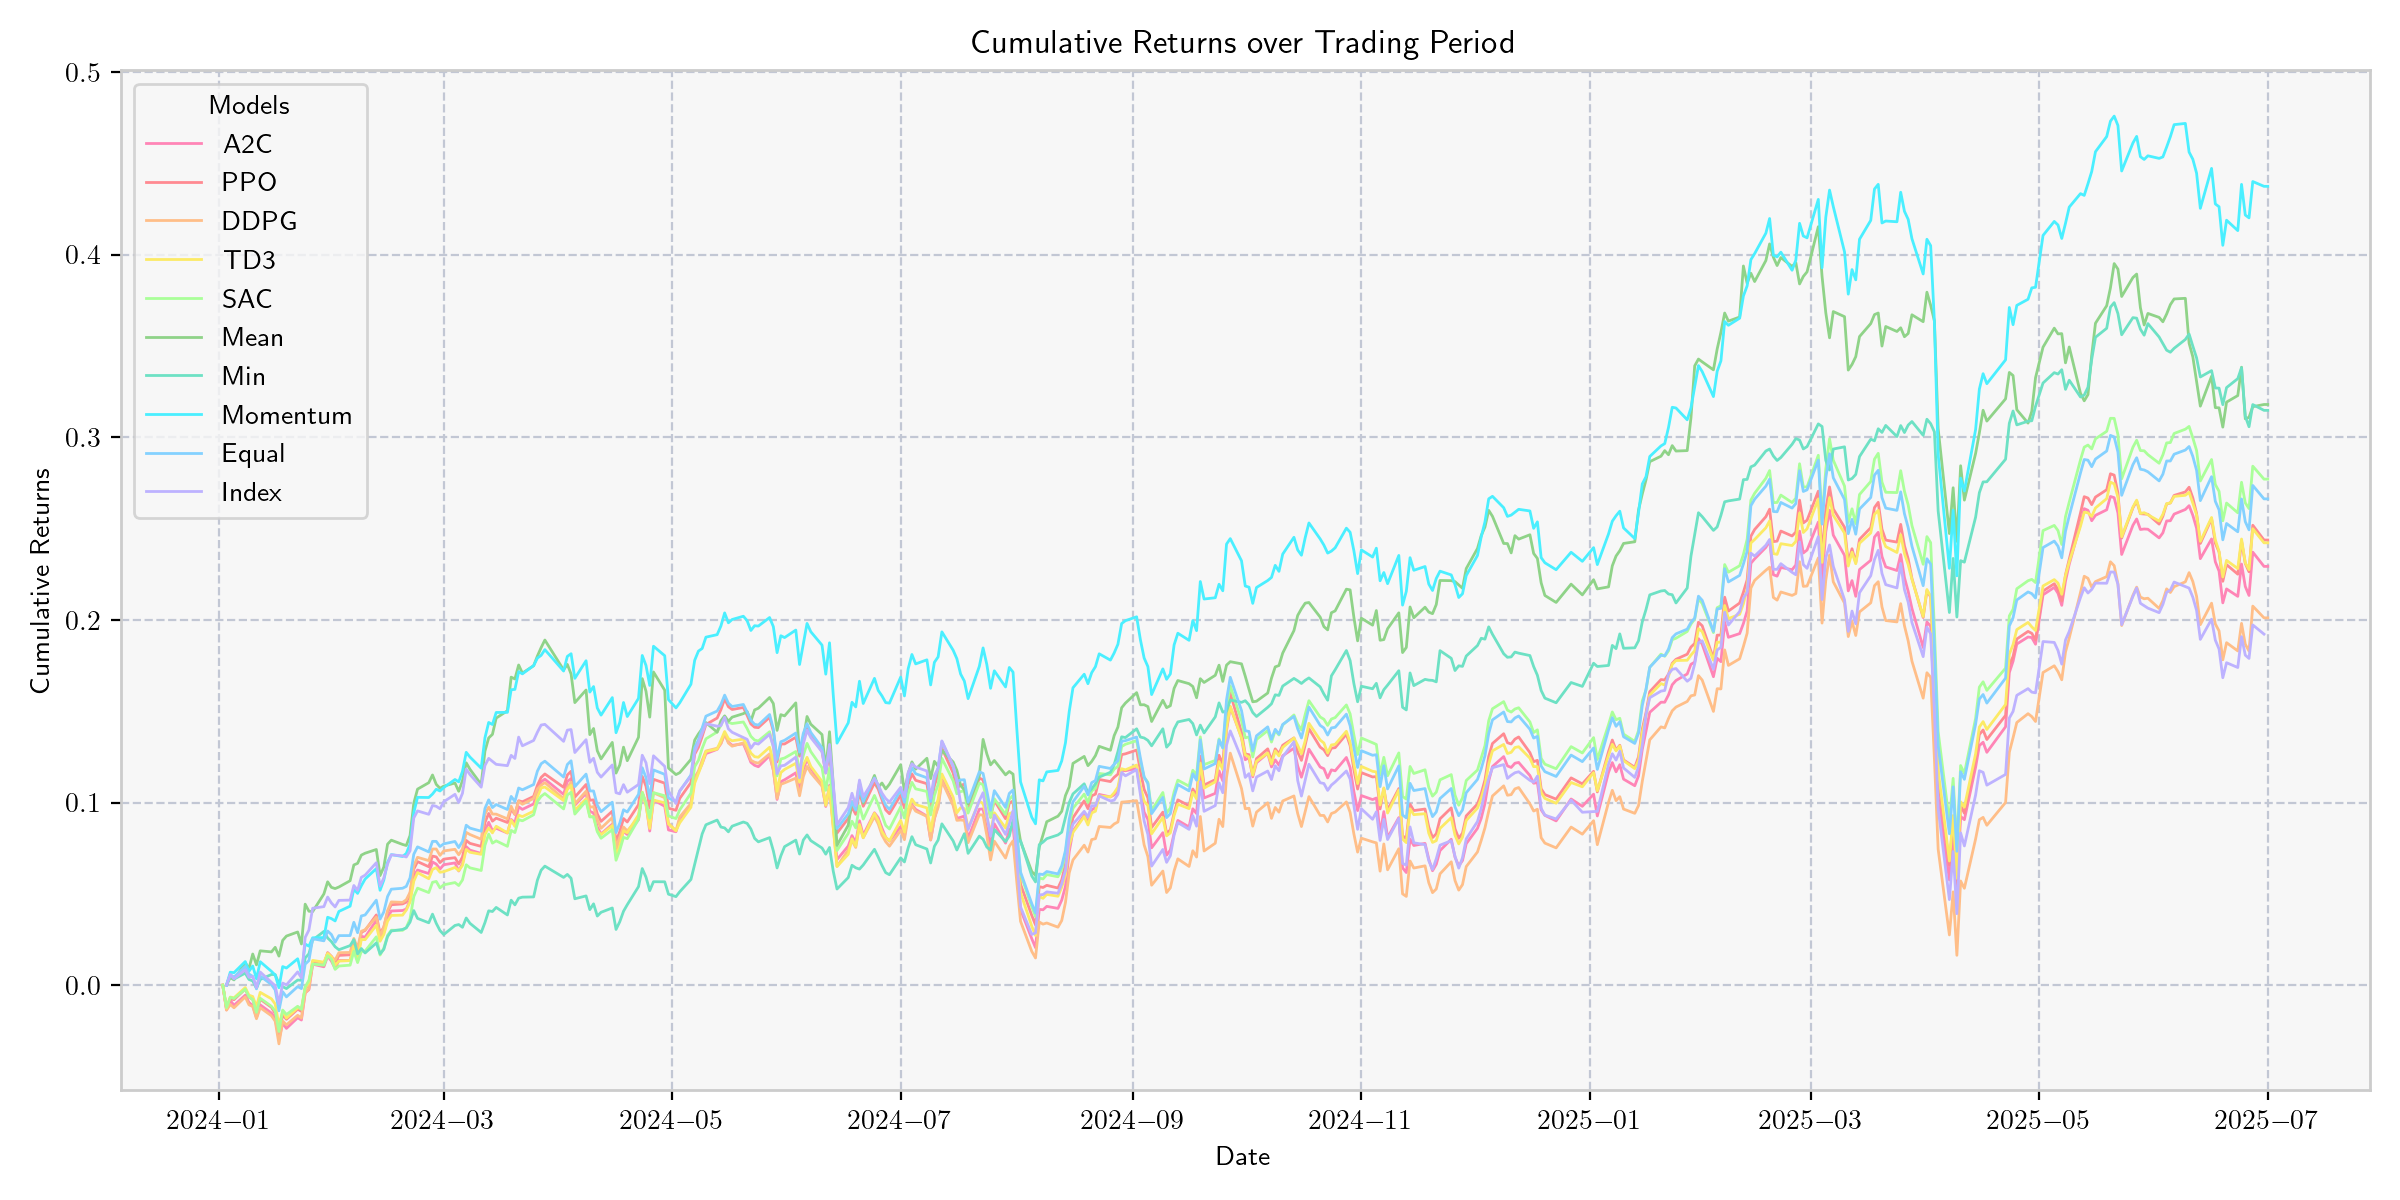 Cumulative Returns over Trading Period
Cumulative Returns
0.5
0.4
0.3
0.2
0.1
0.0
Models
A2C
PPO
DDPG
TD3
SAC
Mean
Min
Momentum
Equal
Index
2024−01
2024−03
2024−05
2024−07
2024−09
2024−11
2025−01
2025−03
2025−05
2025−07
Date